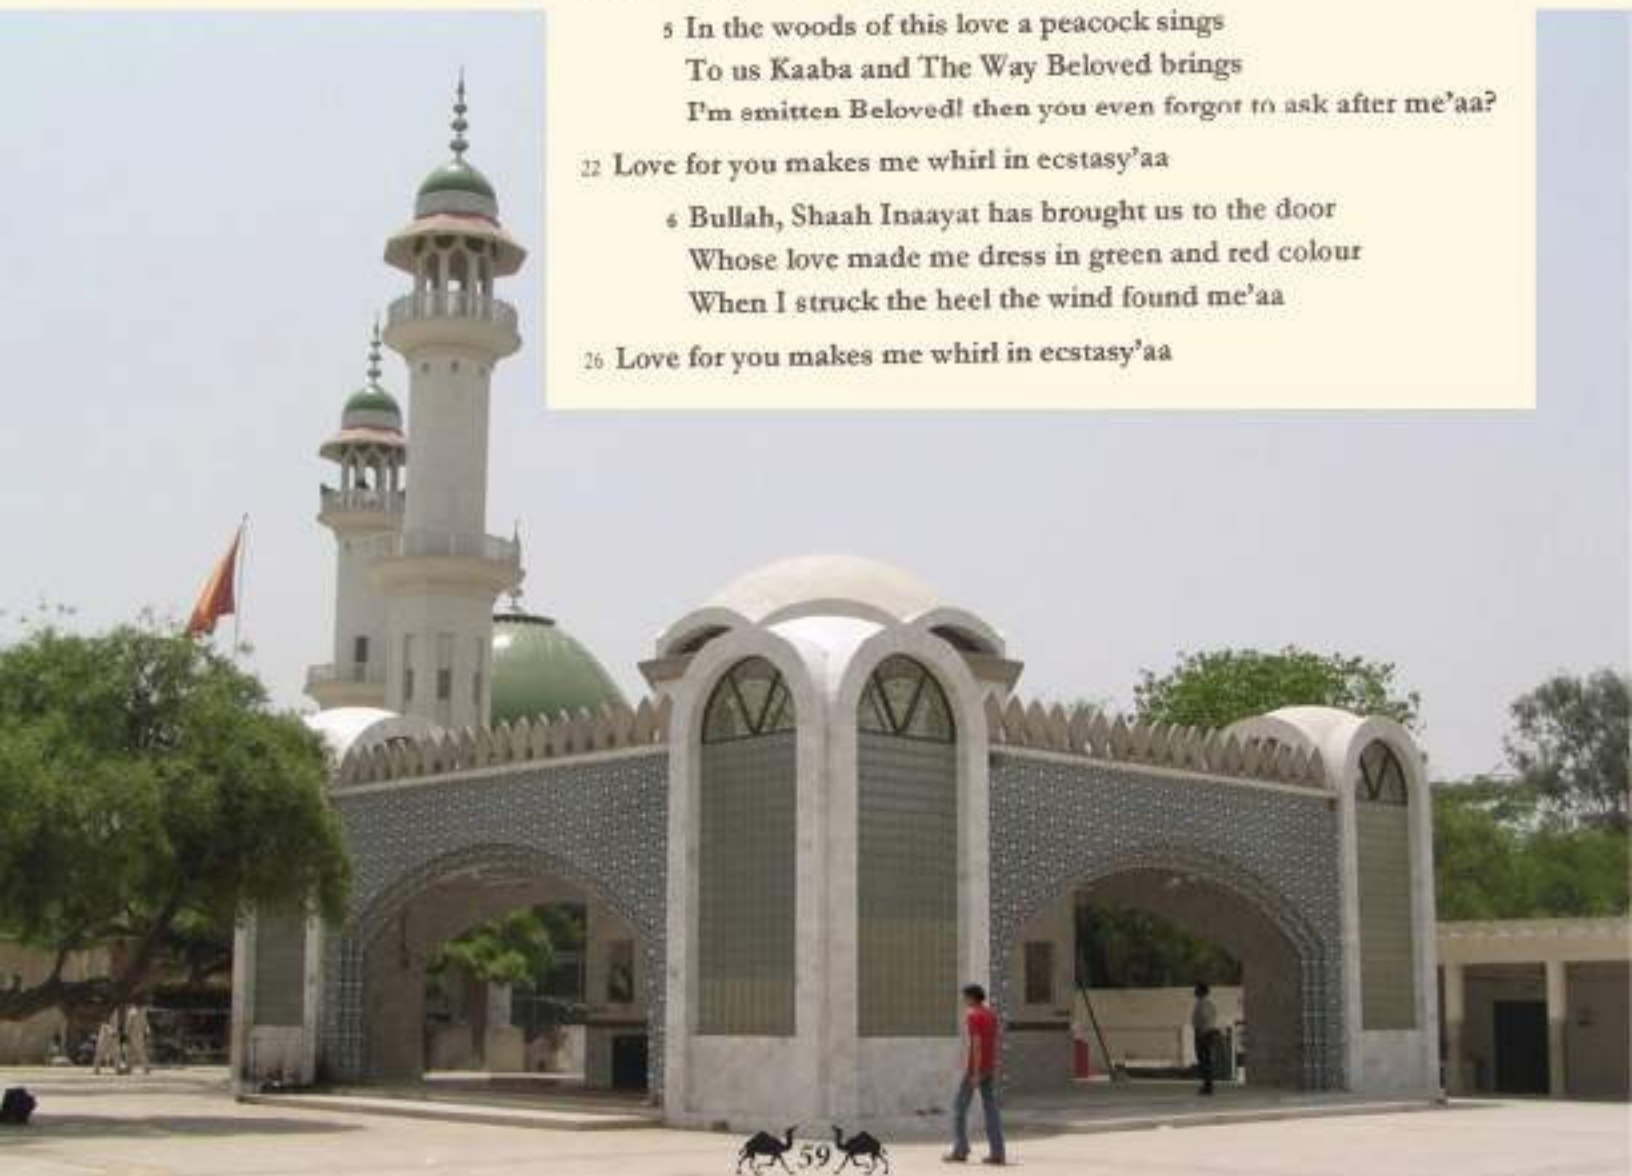 5 In the woods of this love a peacock sings
To us Kaaba and The Way Beloved brings
I'm smitten Beloved! then you even forgot to ask after me'aa?
22 Love for you makes me whirl in ecstasy'aa
6 Bullah, Shaah Inaayat has brought us to the door
Whose love made me dress in green and red colour
When I struck the heel the wind found me'aa
26 Love for you makes me whirl in ecstasy'aa
59